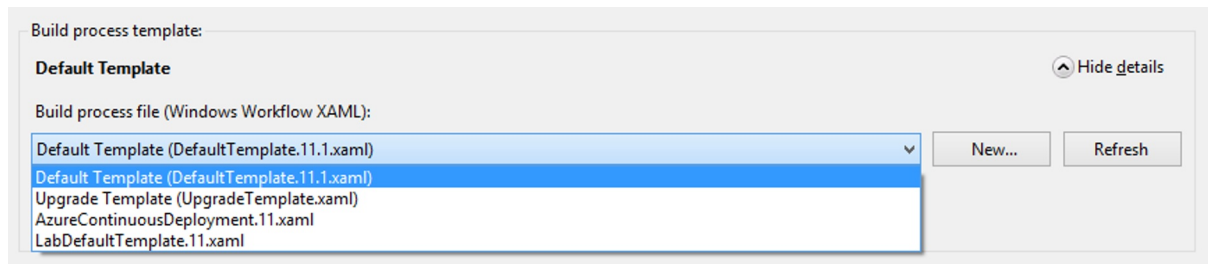 Build process template:
Default Template
Hide details
Build process file (Windows Workflow XAML):
Default Template (DefaultTemplate.11.1.xaml)
New...
Refresh
Default Template (DefaultTemplate.11.1.xaml)
Upgrade Template (UpgradeTemplate.xaml)
AzureContinuousDeployment.11.xaml
LabDefaultTemplate.11.xaml